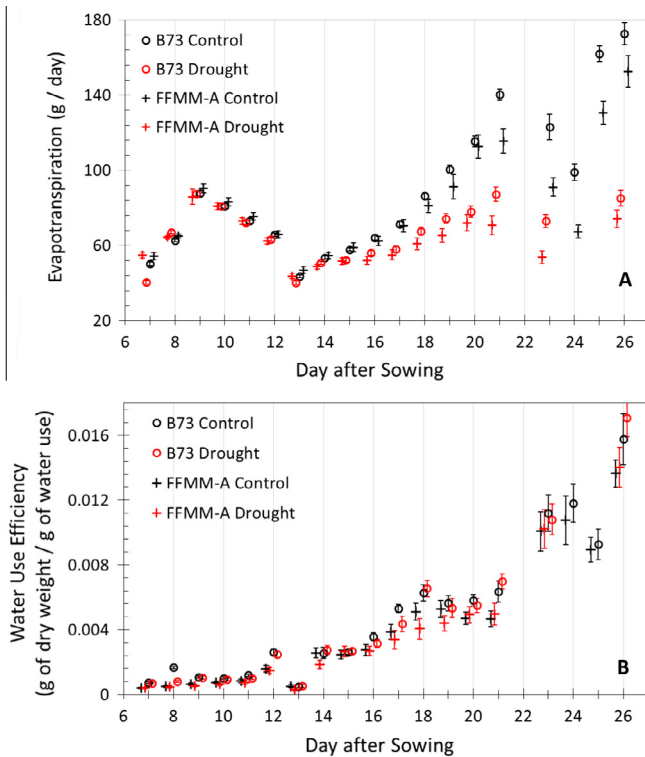 180
140
100
60
20
Evapotranspiration (g / day)
B73 Control
B73 Drought
FFMM-A Control
FFMM-A Drought
A
6 8 10 12 14 16 18 20 22 24 26
Day after Sowing
0.016
0.012
0.008
0.004
0
Water Use Efficiency
(g of dry weight / g of water use)
B73 Control
B73 Drought
FFMM-A Control
FFMM-A Drought
B
6 8 10 12 14 16 18 20 22 24 26
Day after Sowing